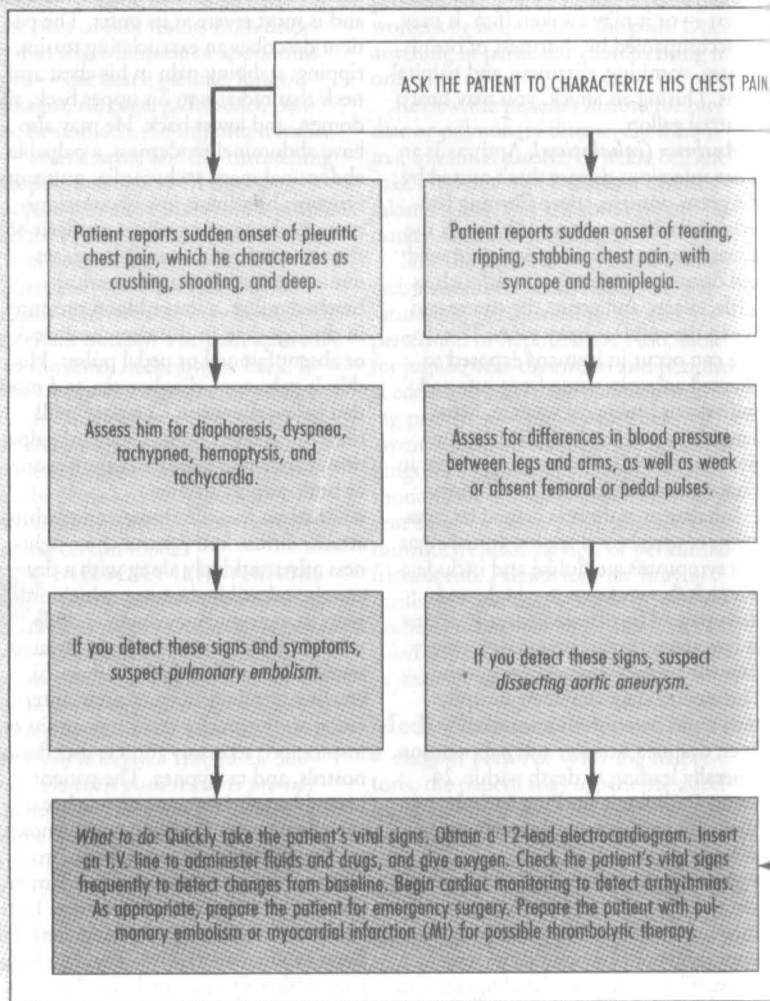 ASK THE PATIENT TO CHARACTERIZE HIS CHEST PAIN.
Patient reports sudden onset of pleuritic
chest pain, which he characterizes as
crushing, shooting, and deep.
Patient reports sudden onset of tearing,
ripping, stabbing chest pain, with
syncope and hemiplegia.
Assess him for diaphoresis, dyspnea,
tachypnea, hemoptysis, and
tachycardia.
Assess for differences in blood pressure
between legs and arms, as well as weak
or absent femoral or pedal pulses.
If you detect these signs and symptoms,
suspect pulmonary embolism.
If you detect these signs, suspect
dissecting aortic aneurysm.
What to do: Quickly take the patient's vital signs. Obtain a 12-lead electrocardiogram. Insert
an I.V. line to administer fluids and drugs, and give oxygen. Check the patient's vital signs
frequently to detect changes from baseline. Begin cardiac monitoring to detect arrhythmias.
As appropriate, prepare the patient for emergency surgery. Prepare the patient with pul-
monary embolism or myocardial infarction (MI) for possible thrombolytic therapy.